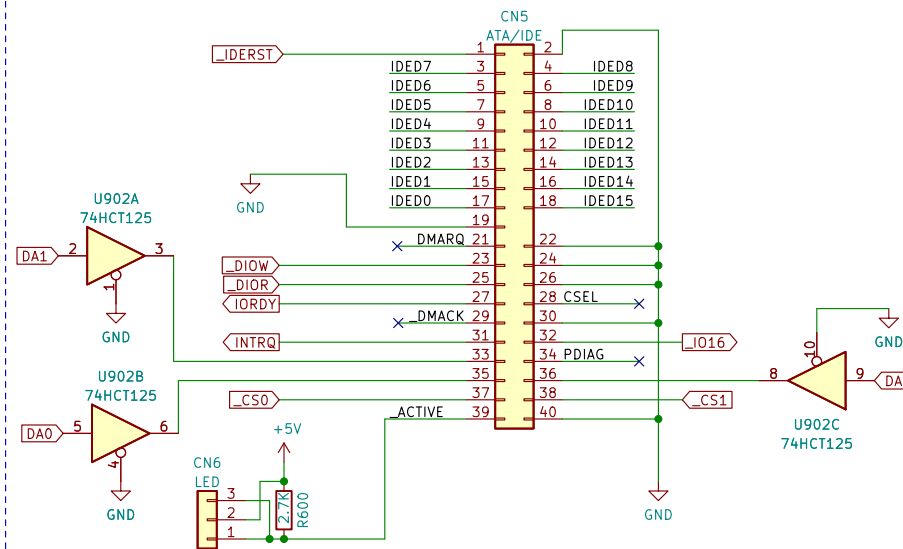 CN5
ATA/IDE
_IDERST 1 2
IDED7 3 4 IDED8
IDED6 5 6 IDED9
IDED5 7 8 IDED10
IDED4 9 10 IDED11
IDED3 11 12 IDED12
IDED2 13 14 IDED13
IDED1 15 16 IDED14
IDED0 17 18 IDED15
GND
19
DMARQ 21 22
_DIOW 23 24
_DIOR 25 26
IORDY 27 28 CSEL
_DMACK 29 30
INTRQ 31 32 _IO16
33 34 PDIAG
35 36
_CS0 37 38 _CS1
_ACTIVE 39 40
U902A
74HCT125
DA1 2 3
1
GND
U902B
74HCT125
DA0 5 6
4
GND
GND
10
8 9 DA
U902C
74HCT125
CN6
LED
3
2
1
+5V
2.7K
R600
GND